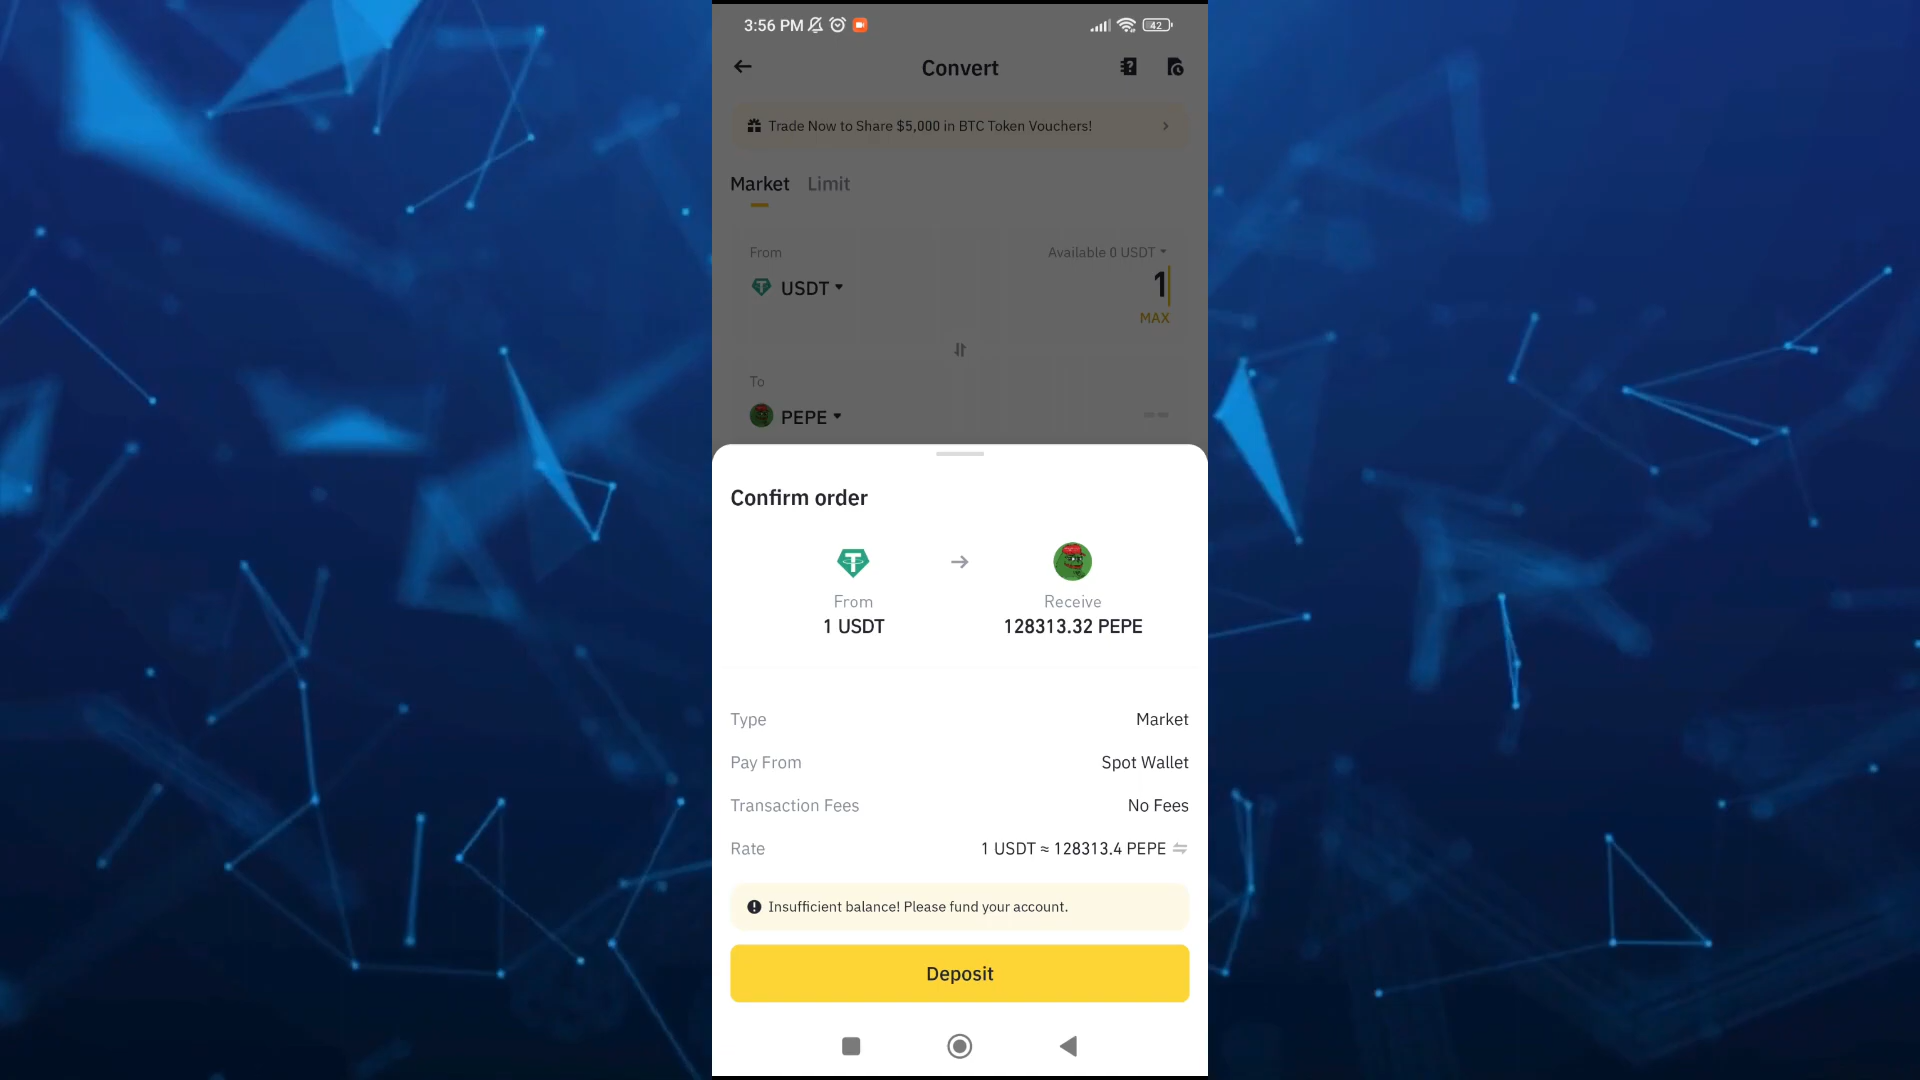 3:56 PM
42
Convert
Trade Now to Share $5,000 in BTC Token Vouchers!
Market Limit
From Available 0 USDT
USDT 1
MAX
To
PEPE --
Confirm order
From Receive
1 USDT 128313.32 PEPE
Type Market
Pay From Spot Wallet
Transaction Fees No Fees
Rate 1 USDT ≈ 128313.4 PEPE
Insufficient balance! Please fund your account.
Deposit